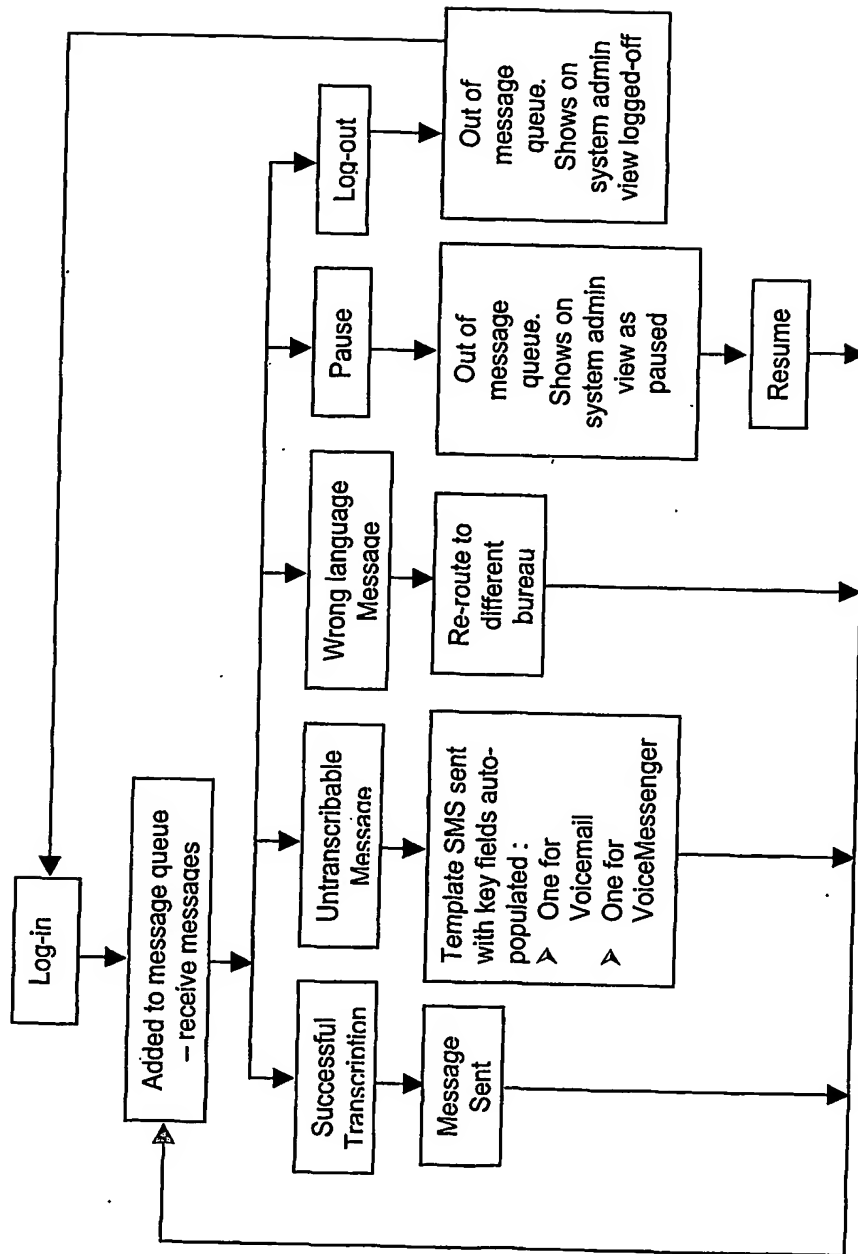 Log-in
Added to message queue
– receive messages
Successful
Transcription
Untranscribable
Message
Wrong language
Message
Pause
Log-out
Message
Sent
Template SMS sent
with key fields auto-
populated :
➢ One for
Voicemail
➢ One for
VoiceMessenger
Re-route to
different
bureau
Out of
message
queue.
Shows on
system admin
view as
paused
Out of
message
queue.
Shows on
system admin
view logged-off
Resume